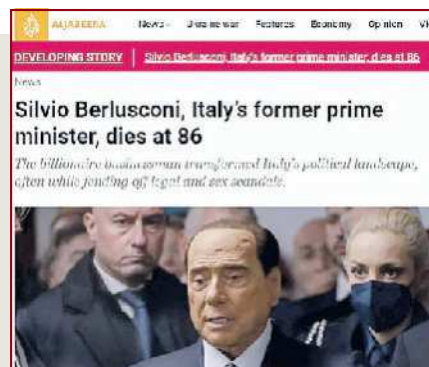 ALJAZEERA News Ukraine war Features Economy Opinion
DEVELOPING STORY Silvio Berlusconi, Italy's former prime minister, dies at 86
News
Silvio Berlusconi, Italy's former prime
minister, dies at 86
The billionaire businessman transformed Italy's political landscape,
often while fending off legal and sex scandals.